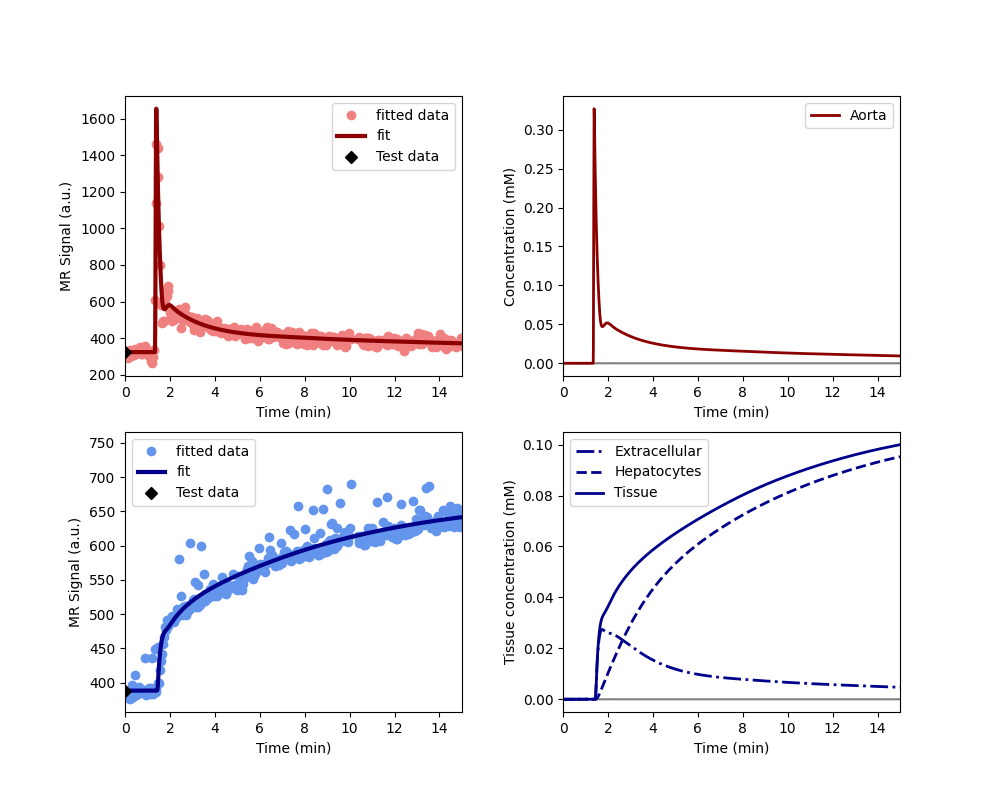 MR Signal (a.u.)
1600
1400
1200
1000
800
600
400
200
fitted data
fit
Test data
0 2 4 6 8 10 12 14
Time (min)
Concentration (mM)
0.30
0.25
0.20
0.15
0.10
0.05
0.00
Aorta
0 2 4 6 8 10 12 14
Time (min)
MR Signal (a.u.)
750
700
650
600
550
500
450
400
fitted data
fit
Test data
0 2 4 6 8 10 12 14
Time (min)
Tissue concentration (mM)
0.10
0.08
0.06
0.04
0.02
0.00
Extracellular
Hepatocytes
Tissue
0 2 4 6 8 10 12 14
Time (min)